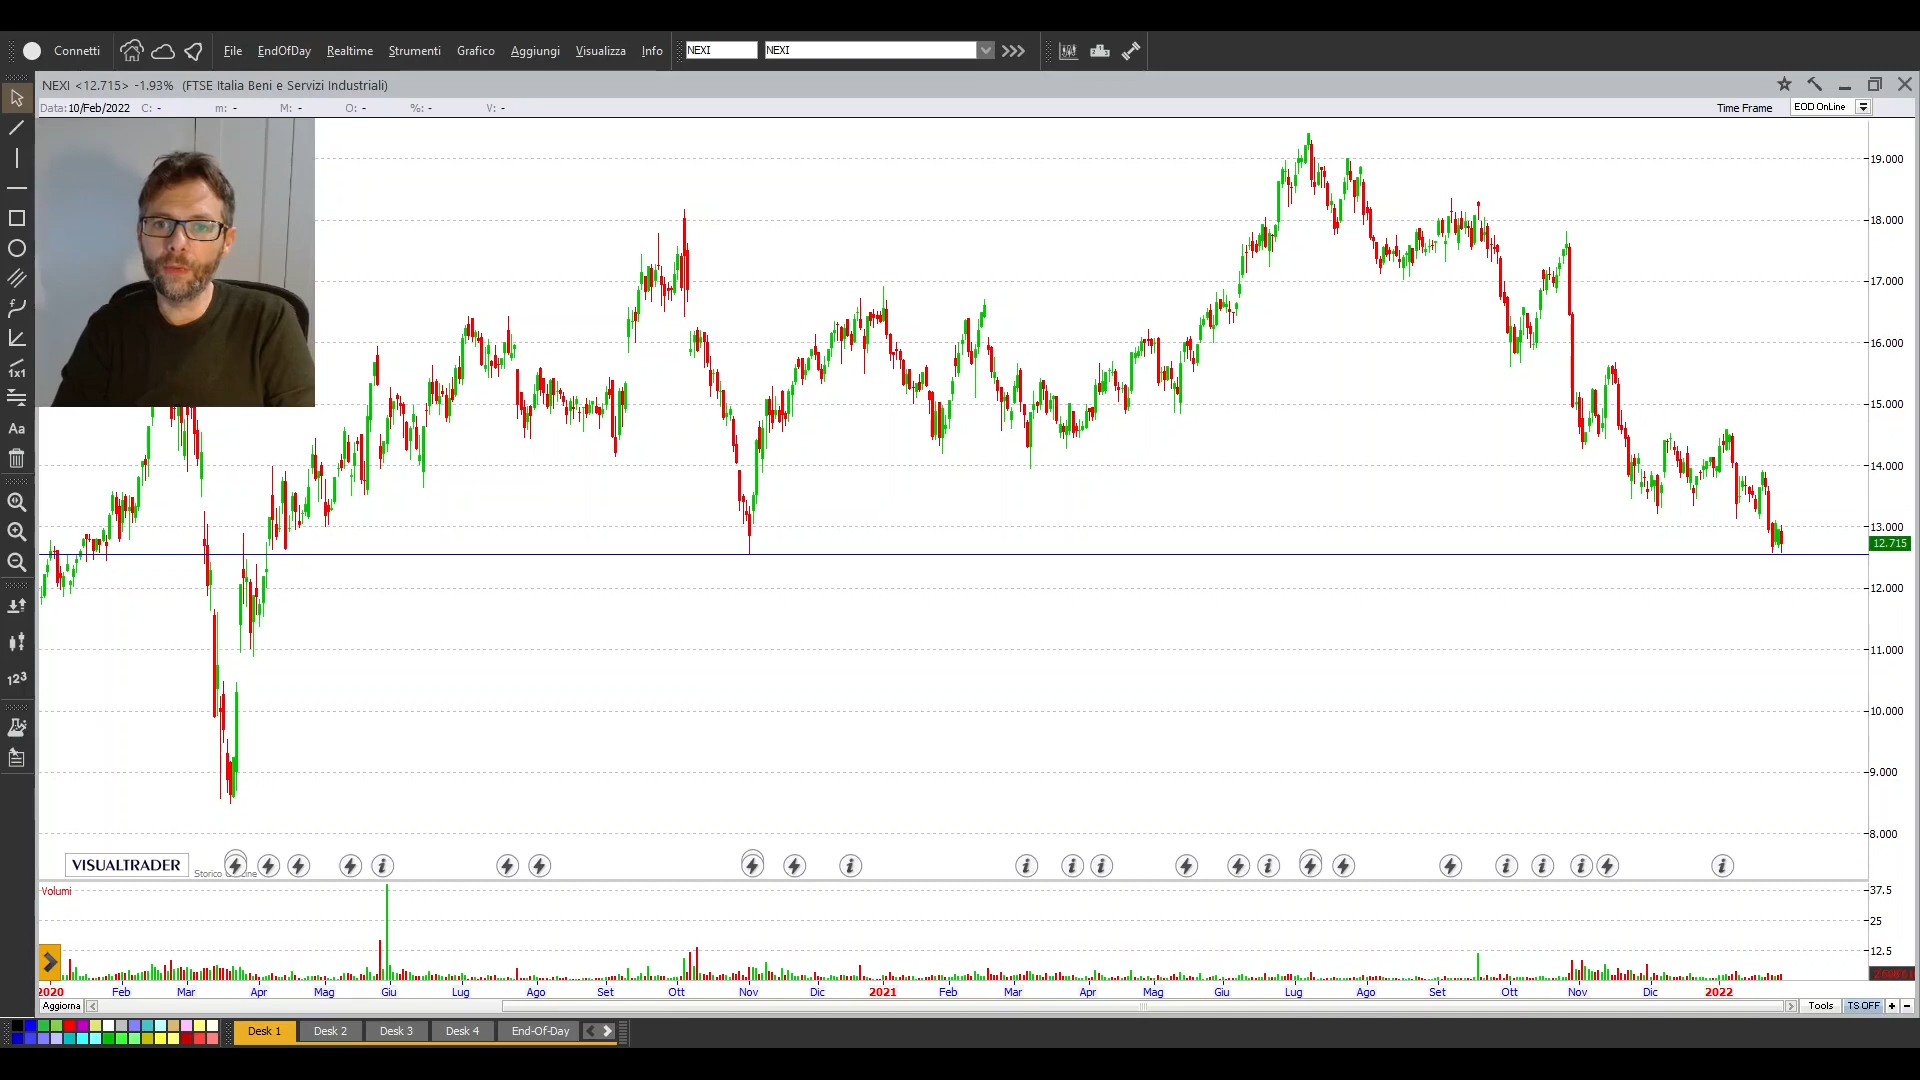 Connetti File EndOfDay Realtime Strumenti Grafico Aggiungi Visualizza Info NEXI NEXI
NEXI <12.715> -1.93% (FTSE Italia Beni e Servizi Industriali)
Data: 10/Feb/2022 C: - m: - M: - O: - %: - V: - Time Frame EOD OnLine
19.000
18.000
17.000
16.000
15.000
14.000
13.000
12.715
12.000
11.000
10.000
9.000
8.000
1x1
Aa
123
VISUALTRADER
Storico
Volumi
37.5
25
12.5
2020 Feb Mar Apr Mag Giu Lug Ago Set Ott Nov Dic 2021 Feb Mar Apr Mag Giu Lug Ago Set Ott Nov Dic 2022
Aggiorna Tools TS OFF + -
Desk 1 Desk 2 Desk 3 Desk 4 End-Of-Day